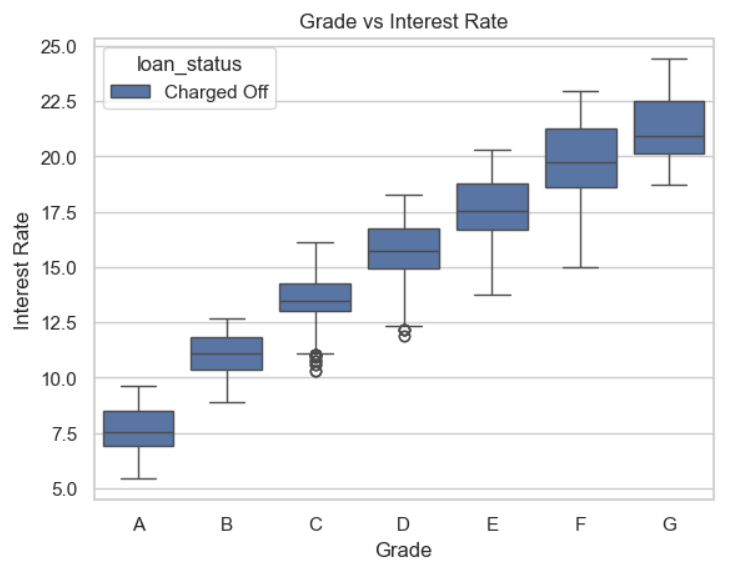 Grade vs Interest Rate
loan_status
Charged Off
Interest Rate
25.0
22.5
20.0
17.5
15.0
12.5
10.0
7.5
5.0
A B C D E F G
Grade